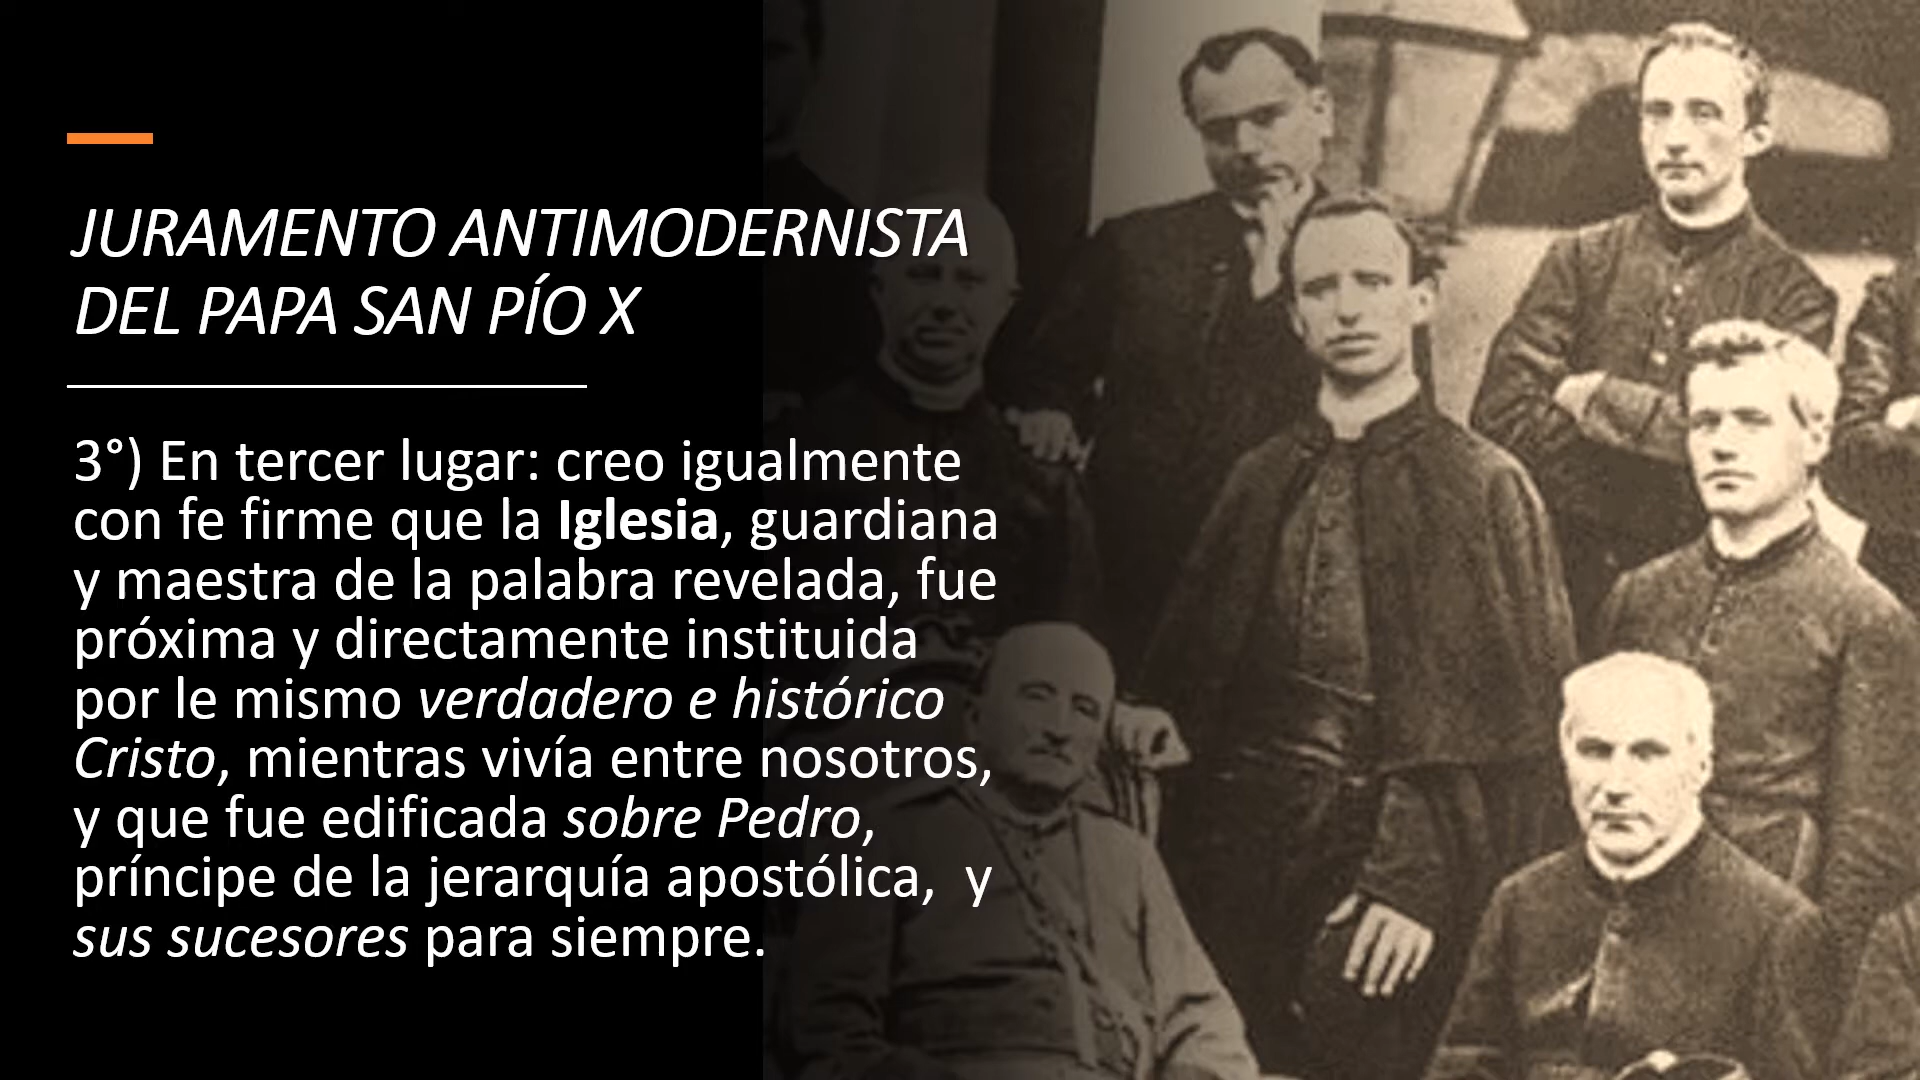 JURAMENTO ANTIMODERNISTA
DEL PAPA SAN PÍO X
3°) En tercer lugar: creo igualmente
con fe firme que la Iglesia, guardiana
y maestra de la palabra revelada, fue
próxima y directamente instituida
por le mismo verdadero e histórico
Cristo, mientras vivía entre nosotros,
y que fue edificada sobre Pedro,
príncipe de la jerarquía apostólica,  y
sus sucesores para siempre.